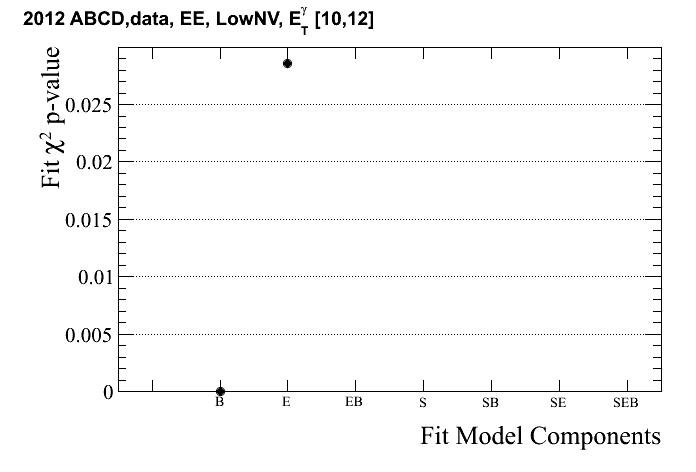 2012 ABCD,data, EE, LowNV, E_T^γ [10,12]
Fit χ² p-value
0.025
0.02
0.015
0.01
0.005
0
B E EB S SB SE SEB
Fit Model Components